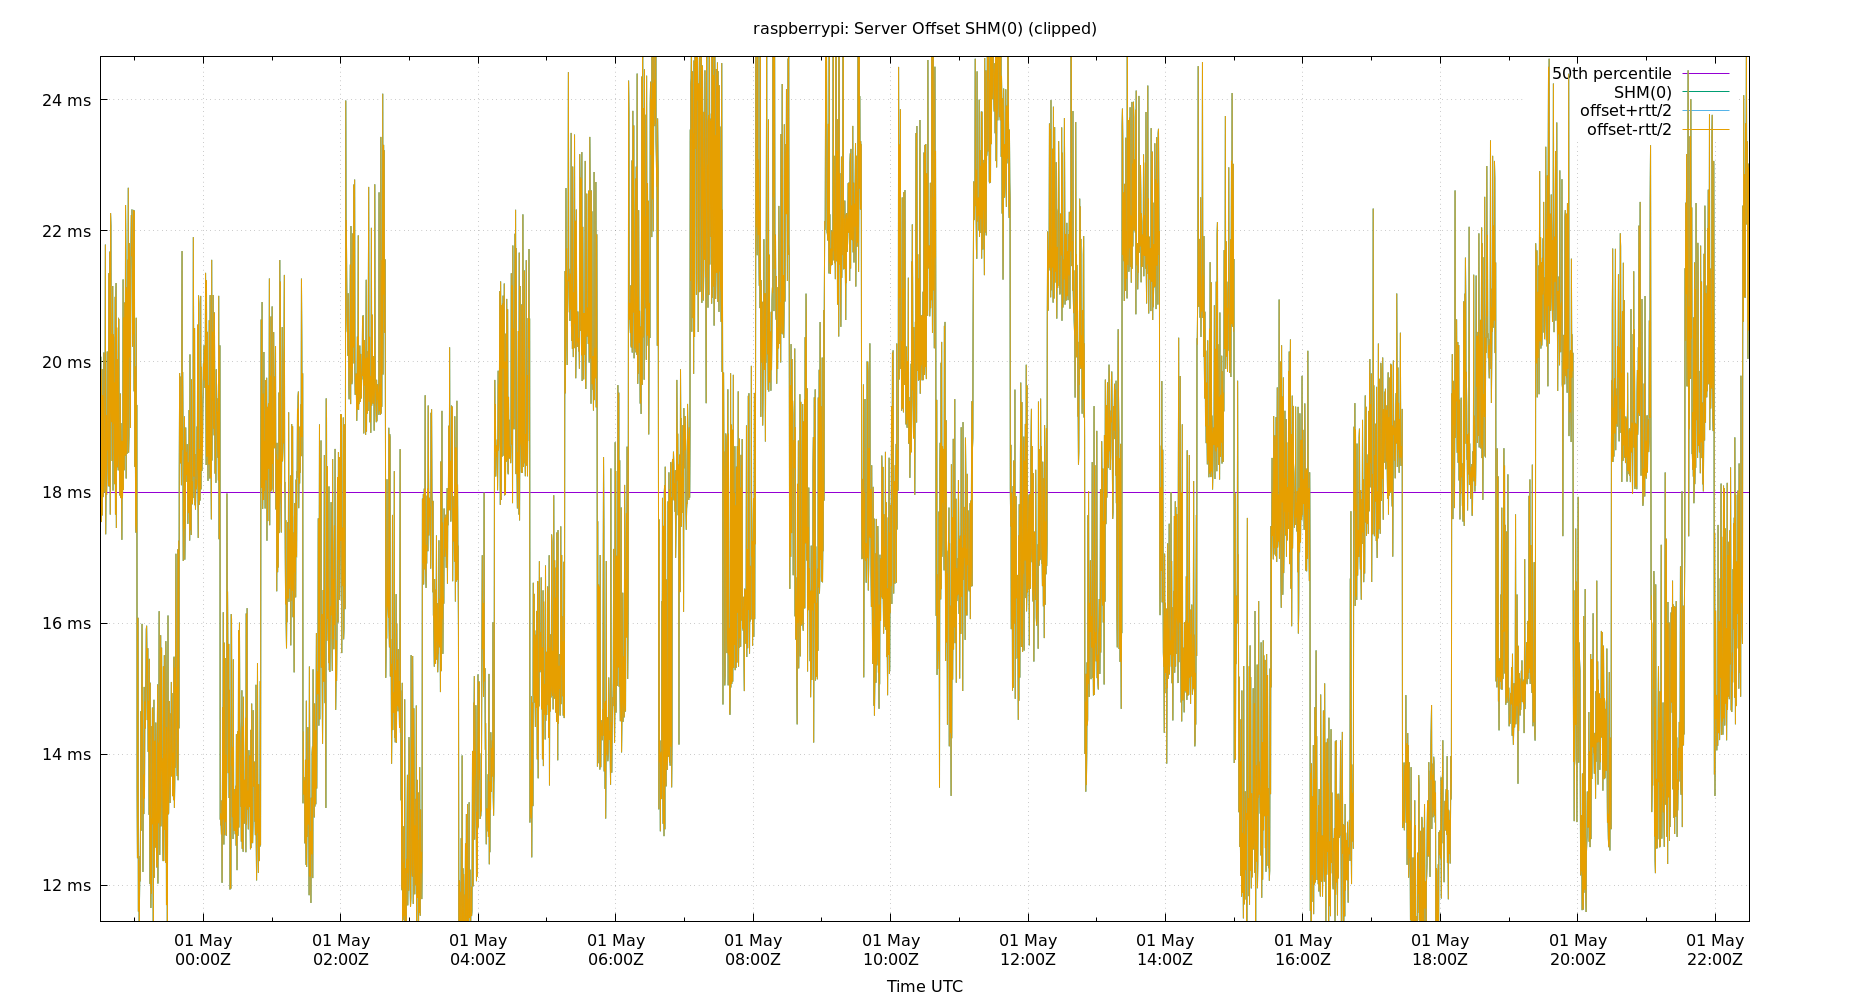 raspberrypi: Server Offset SHM(0) (clipped)
50th percentile
SHM(0)
offset+rtt/2
offset-rtt/2
24 ms
22 ms
20 ms
18 ms
16 ms
14 ms
12 ms
01 May 01 May 01 May 01 May 01 May 01 May 01 May 01 May 01 May 01 May 01 May 01 May
00:00Z 02:00Z 04:00Z 06:00Z 08:00Z 10:00Z 12:00Z 14:00Z 16:00Z 18:00Z 20:00Z 22:00Z
Time UTC